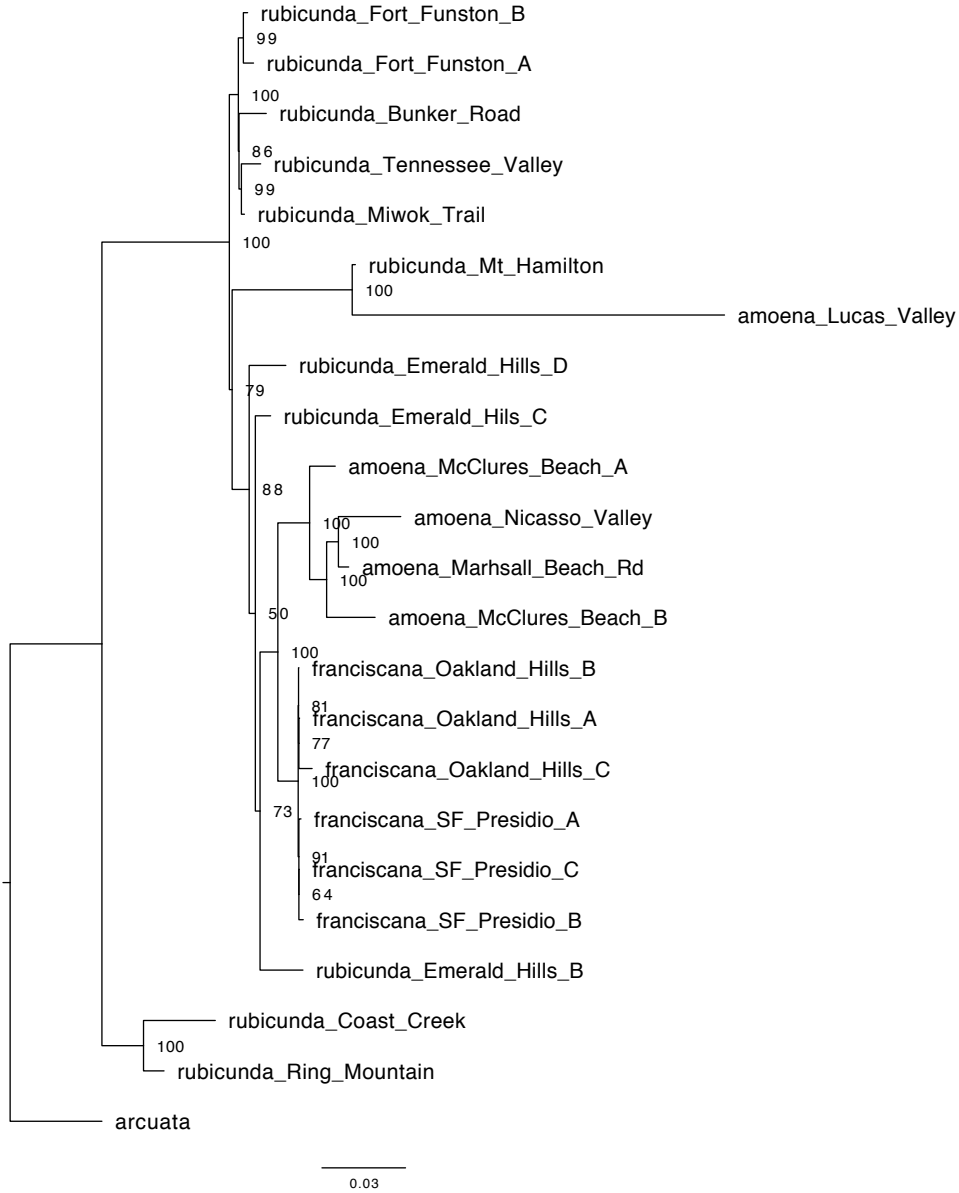 rubicunda_Fort_Funston_B
99
rubicunda_Fort_Funston_A
100
rubicunda_Bunker_Road
86
rubicunda_Tennessee_Valley
99
rubicunda_Miwok_Trail
100
rubicunda_Mt_Hamilton
100
amoena_Lucas_Valley
rubicunda_Emerald_Hills_D
79
rubicunda_Emerald_Hils_C
amoena_McClures_Beach_A
88
amoena_Nicasso_Valley
100
100
amoena_Marhsall_Beach_Rd
100
50
amoena_McClures_Beach_B
100
franciscana_Oakland_Hills_B
81
franciscana_Oakland_Hills_A
77
franciscana_Oakland_Hills_C
100
73
franciscana_SF_Presidio_A
91
franciscana_SF_Presidio_C
64
franciscana_SF_Presidio_B
rubicunda_Emerald_Hills_B
rubicunda_Coast_Creek
100
rubicunda_Ring_Mountain
arcuata
0.03